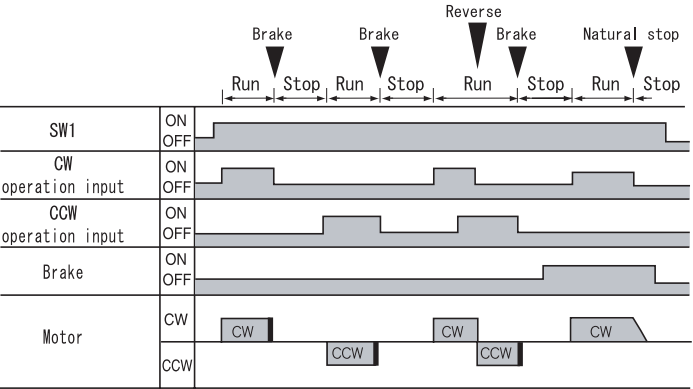 Reverse
Brake Brake Brake Natural stop
Run Stop Run Stop Run Stop Run Stop
SW1 ON
OFF
CW
operation input ON
OFF
CCW
operation input ON
OFF
Brake ON
OFF
Motor CW CW CW CW
CCW CCW CCW